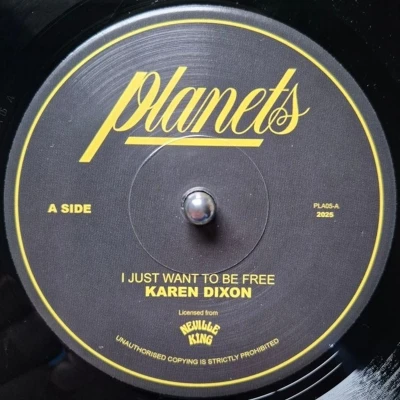 planets
A SIDE
PLA05-A
2025
I JUST WANT TO BE FREE
KAREN DIXON
Licensed from
NEVILLE
KING
UNAUTHORISED COPYING IS STRICTLY PROHIBITED